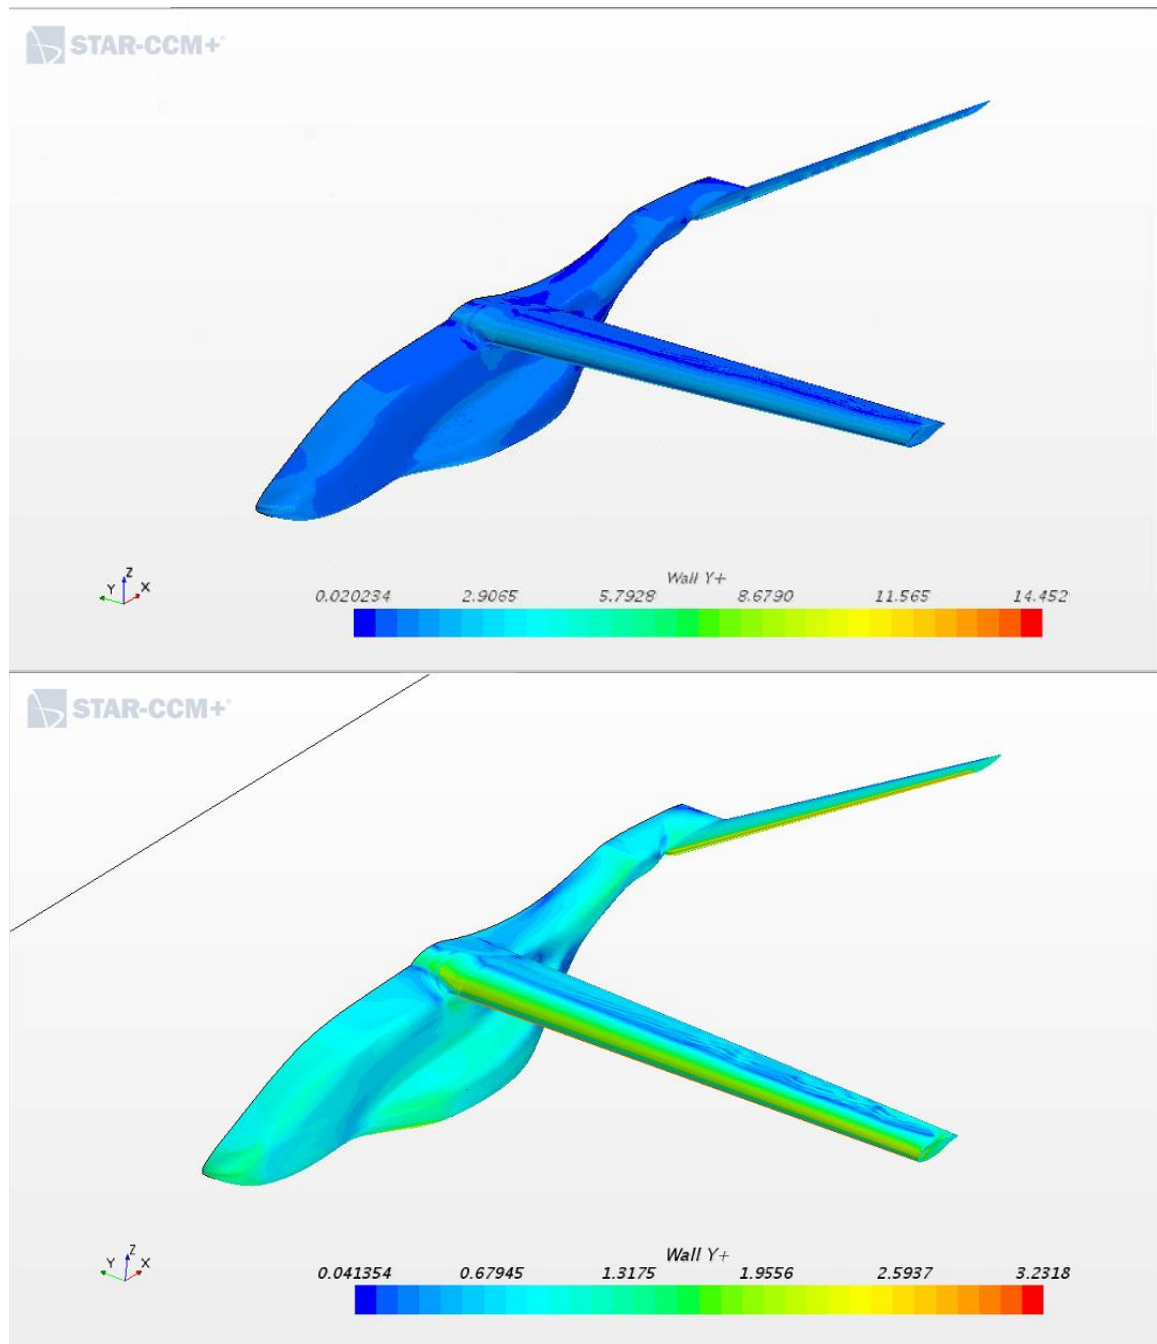 STAR-CCM+
Z
Y X
Wall Y+
0.020234 2.9065 5.7928 8.6790 11.565 14.452
STAR-CCM+
Z
Y X
Wall Y+
0.041354 0.67945 1.3175 1.9556 2.5937 3.2318